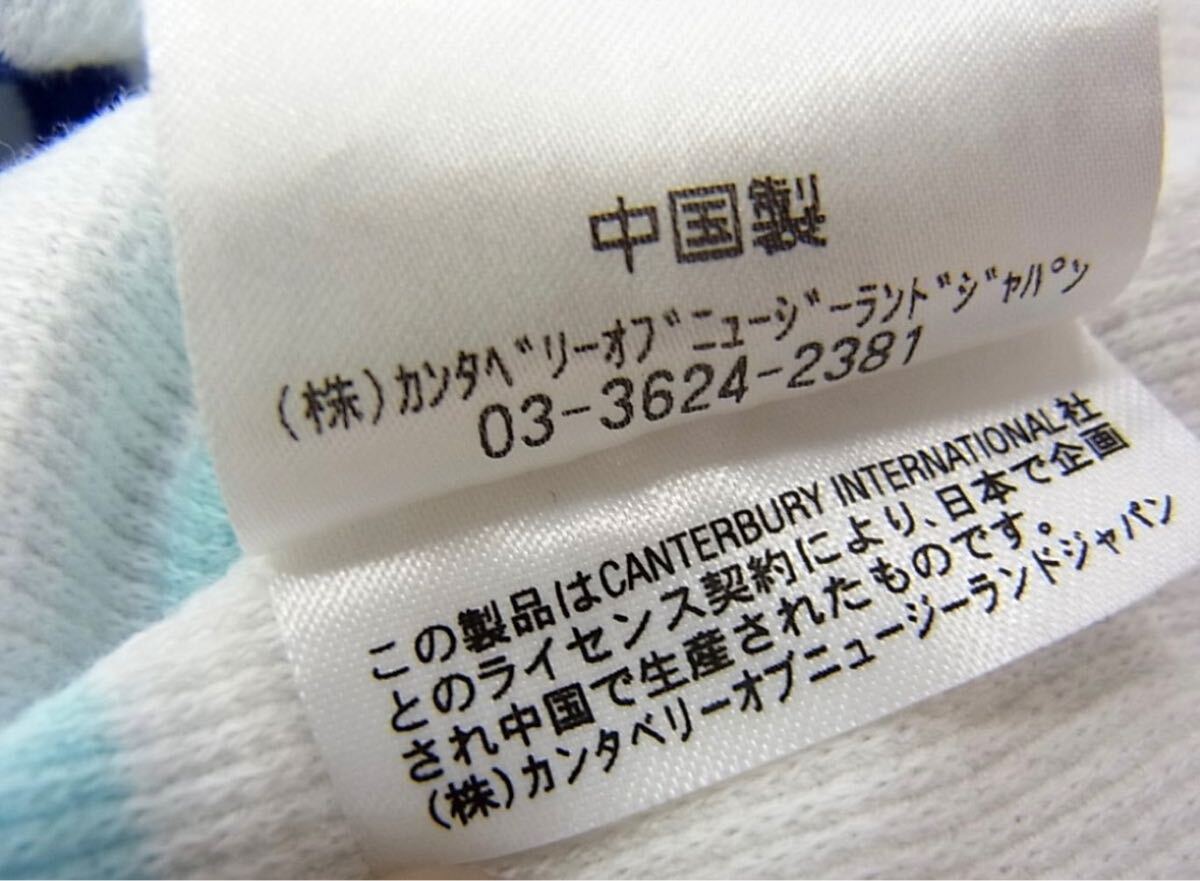 中国製
(株)ｶﾝﾀﾍﾞﾘｰｵﾌﾞﾆｭｰｼﾞｰﾗﾝﾄﾞｼﾞｬﾊﾟﾝ
03-3624-2381
この製品はCANTERBURY INTERNATIONAL社
とのライセンス契約により、日本で企画
され中国で生産されたものです。
(株)カンタベリーオブニュージーランドジャパン